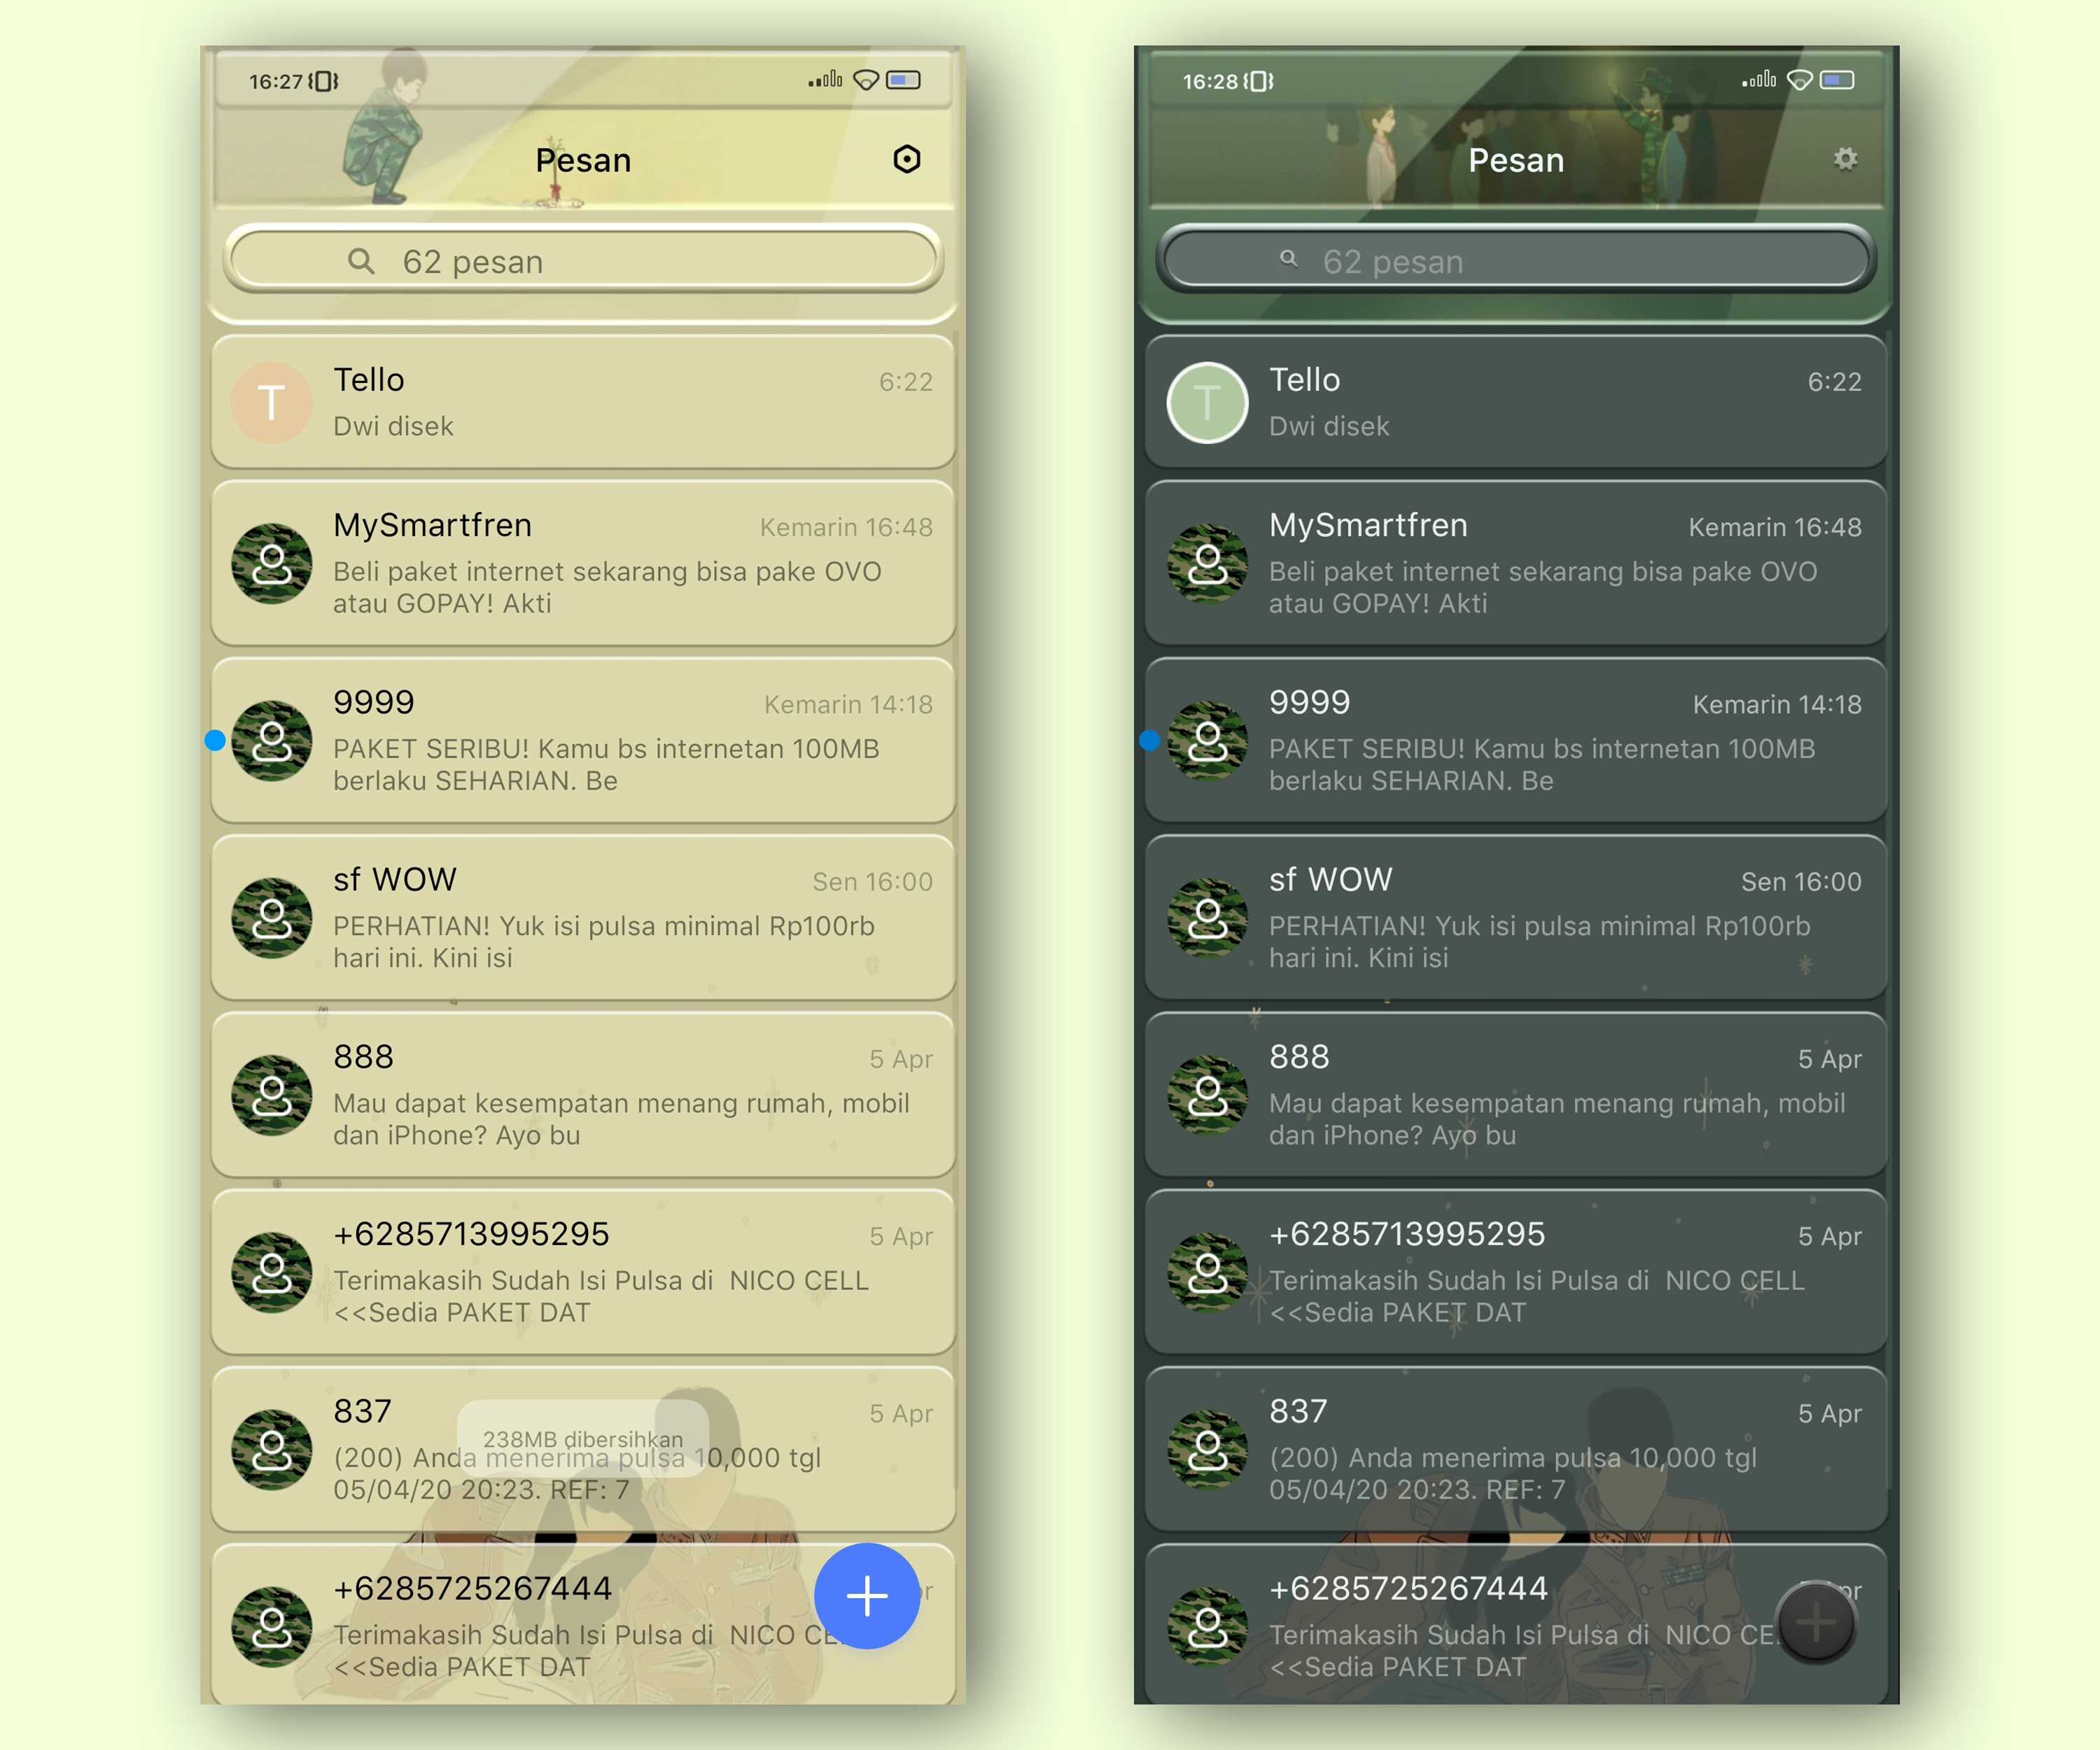 16:27
Pesan
62 pesan
T
Tello
6:22
Dwi disek
MySmartfren
Kemarin 16:48
Beli paket internet sekarang bisa pake OVO
atau GOPAY! Akti
9999
Kemarin 14:18
PAKET SERIBU! Kamu bs internetan 100MB
berlaku SEHARIAN. Be
sf WOW
Sen 16:00
PERHATIAN! Yuk isi pulsa minimal Rp100rb
hari ini. Kini isi
888
5 Apr
Mau dapat kesempatan menang rumah, mobil
dan iPhone? Ayo bu
+6285713995295
5 Apr
Terimakasih Sudah Isi Pulsa di  NICO CELL
<<Sedia PAKET DAT
837
5 Apr
238MB dibersihkan
(200) Anda menerima pulsa 10,000 tgl
05/04/20 20:23. REF: 7
+6285725267444
Terimakasih Sudah Isi Pulsa di  NICO
<<Sedia PAKET DAT
16:28
Pesan
62 pesan
T
Tello
6:22
Dwi disek
MySmartfren
Kemarin 16:48
Beli paket internet sekarang bisa pake OVO
atau GOPAY! Akti
9999
Kemarin 14:18
PAKET SERIBU! Kamu bs internetan 100MB
berlaku SEHARIAN. Be
sf WOW
Sen 16:00
PERHATIAN! Yuk isi pulsa minimal Rp100rb
hari ini. Kini isi
888
5 Apr
Mau dapat kesempatan menang rumah, mobil
dan iPhone? Ayo bu
+6285713995295
5 Apr
Terimakasih Sudah Isi Pulsa di  NICO CELL
<<Sedia PAKET DAT
837
5 Apr
(200) Anda menerima pulsa 10,000 tgl
05/04/20 20:23. REF: 7
+6285725267444
Terimakasih Sudah Isi Pulsa di  NICO
<<Sedia PAKET DAT